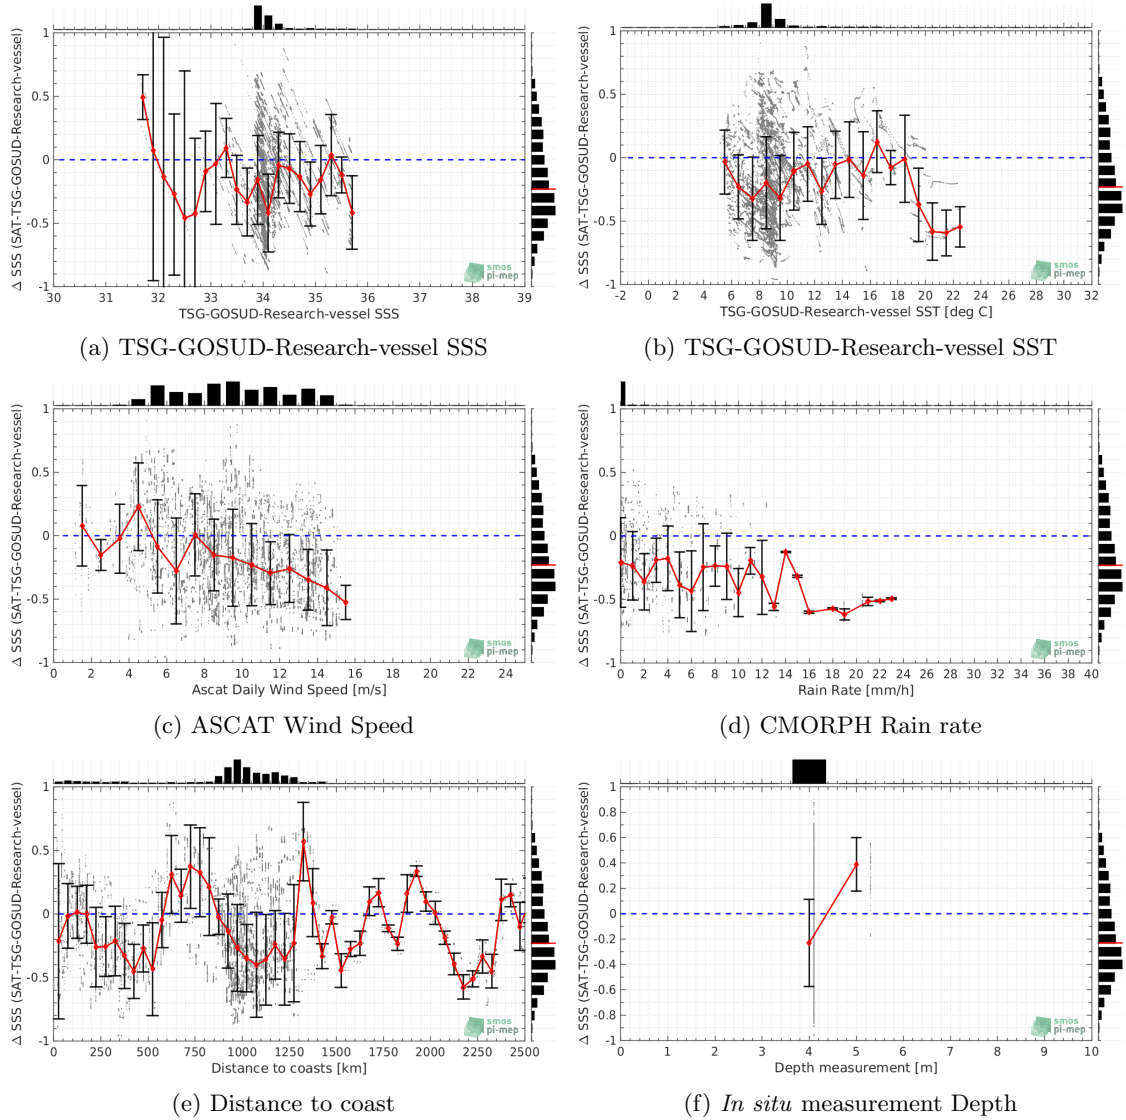 Δ SSS (SAT-TSG-GOSUD-Research-vessel)
1
0.5
0
-0.5
-1
30 31 32 33 34 35 36 37 38 39
TSG-GOSUD-Research-vessel SSS
smos
pi-mep
(a) TSG-GOSUD-Research-vessel SSS
Δ SSS (SAT-TSG-GOSUD-Research-vessel)
1
0.5
0
-0.5
-1
-2 0 2 4 6 8 10 12 14 16 18 20 22 24 26 28 30 32
TSG-GOSUD-Research-vessel SST [deg C]
smos
pi-mep
(b) TSG-GOSUD-Research-vessel SST
Δ SSS (SAT-TSG-GOSUD-Research-vessel)
1
0.5
0
-0.5
-1
0 2 4 6 8 10 12 14 16 18 20 22 24
Ascat Daily Wind Speed [m/s]
smos
pi-mep
(c) ASCAT Wind Speed
Δ SSS (SAT-TSG-GOSUD-Research-vessel)
1
0.5
0
-0.5
-1
0 2 4 6 8 10 12 14 16 18 20 22 24 26 28 30 32 34 36 38 40
Rain Rate [mm/h]
smos
pi-mep
(d) CMORPH Rain rate
Δ SSS (SAT-TSG-GOSUD-Research-vessel)
1
0.5
0
-0.5
-1
0 250 500 750 1000 1250 1500 1750 2000 2250 2500
Distance to coasts [km]
smos
pi-mep
(e) Distance to coast
Δ SSS (SAT-TSG-GOSUD-Research-vessel)
1
0.8
0.6
0.4
0.2
0
-0.2
-0.4
-0.6
-0.8
-1
0 1 2 3 4 5 6 7 8 9 10
Depth measurement [m]
smos
pi-mep
(f) In situ measurement Depth